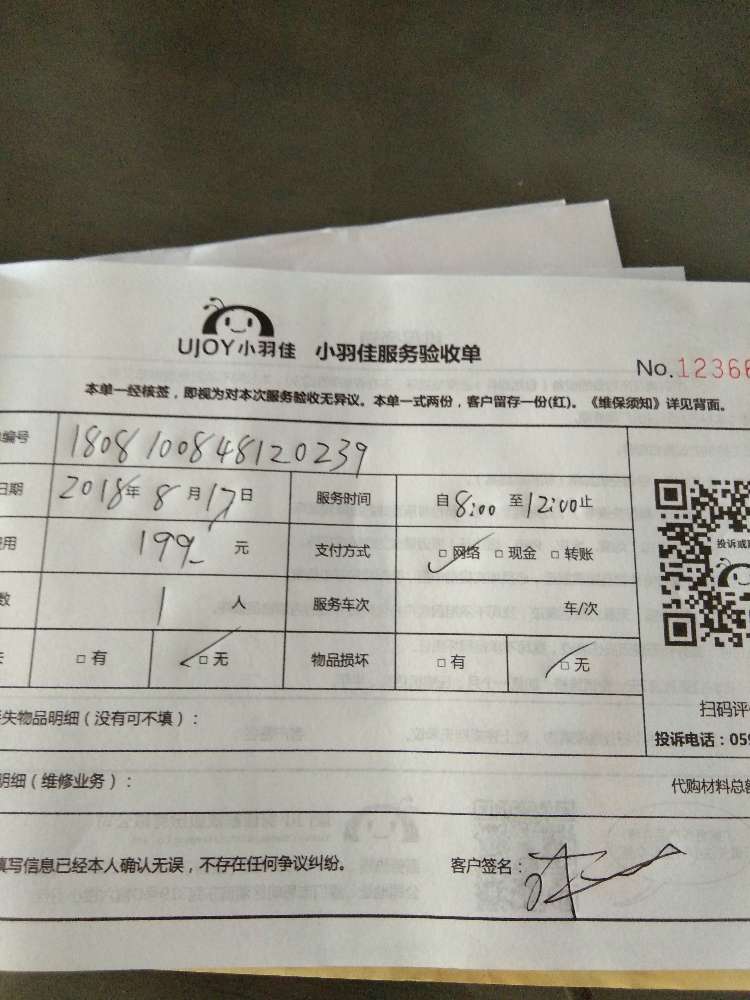 UJOY小羽佳 小羽佳服务验收单
No.12366
本单一经核签，即视为对本次服务验收无异议。本单一式两份，客户留存一份(红)。《维保须知》详见背面。
编号 1808100848120239
日期 2018年8月17日 服务时间 自8:00至12:00止
用 199 元 支付方式 □网络 □现金 □转账
数 1 人 服务车次 车/次
□有 □无 物品损坏 □有 □无
失物品明细（没有可不填）：
明细（维修业务）：
填写信息已经本人确认无误，不存在任何争议纠纷。 客户签名：
投诉或
扫码评
投诉电话：059
代购材料总